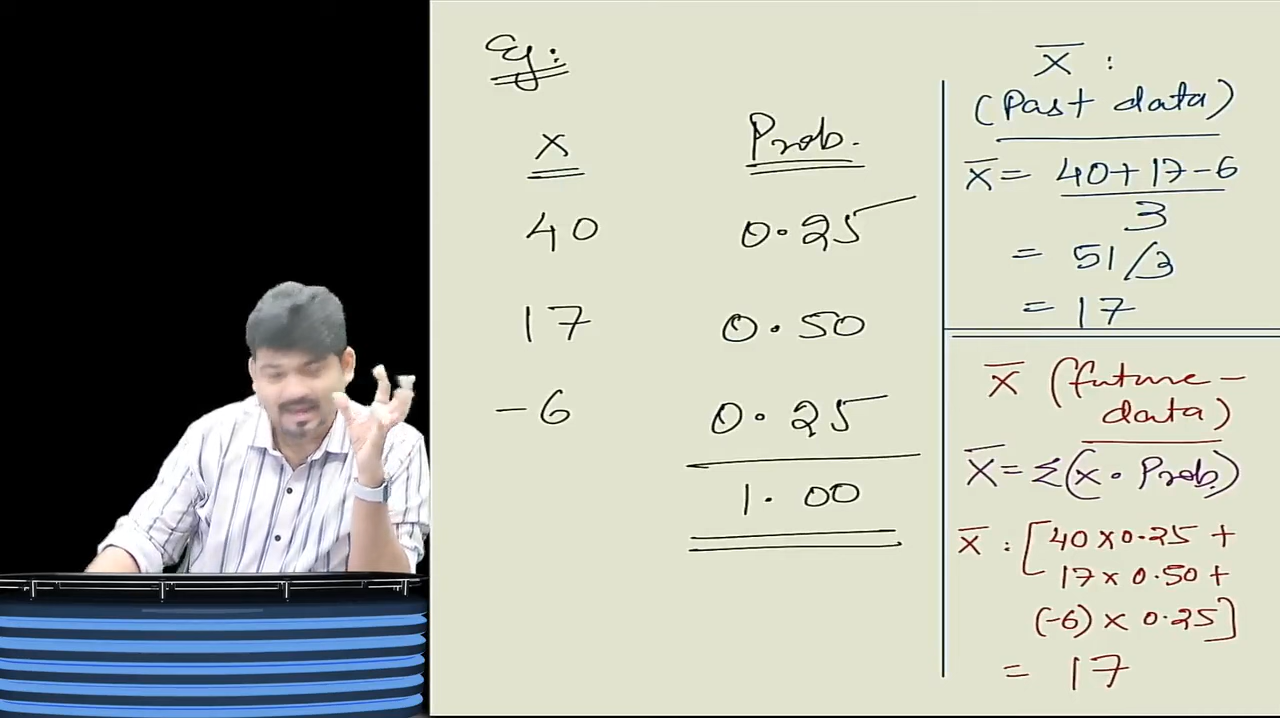 Eg:
x Prob.
40 0.25
17 0.50
-6 0.25
1.00
x̅ :
(Past data)
x̅ = 40+17-6
3
= 51/3
= 17
x̅ (future-
data)
x̅ = Σ(x . Prob.)
x̅ : [40 x 0.25 +
17 x 0.50 +
(-6) x 0.25]
= 17